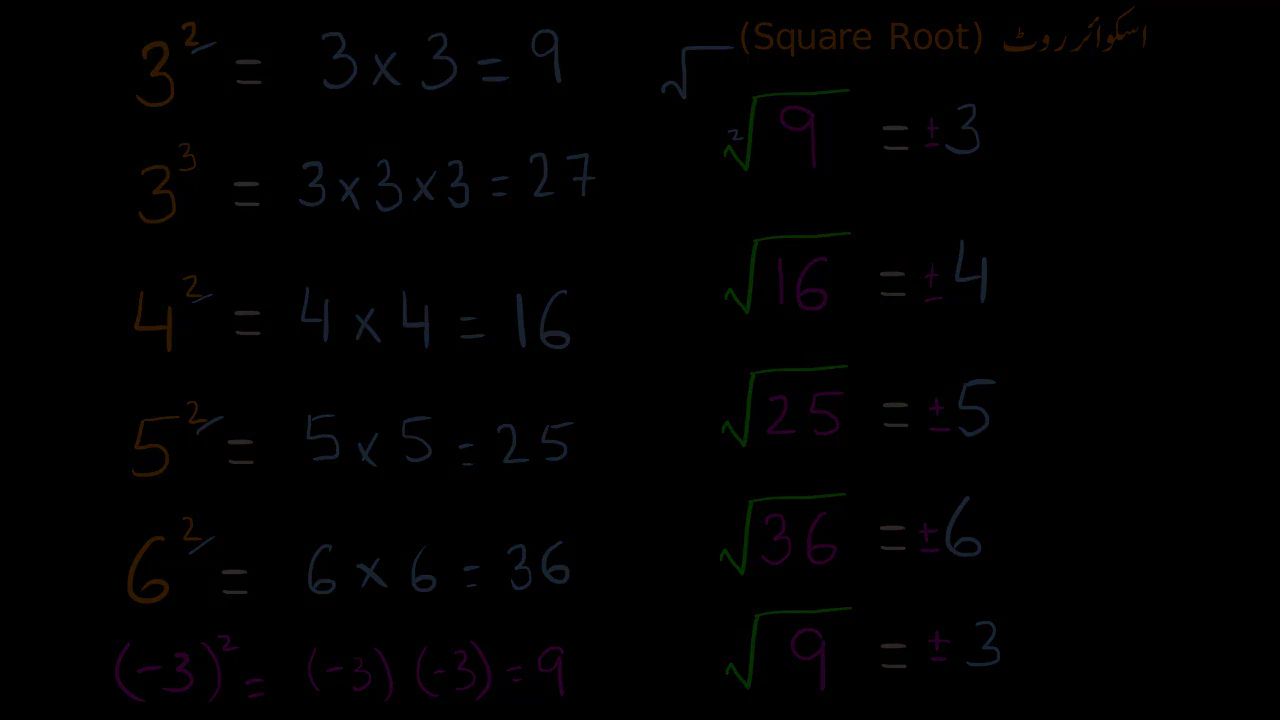 3² = 3 × 3 = 9
3³ = 3 × 3 × 3 = 27
4² = 4 × 4 = 16
5² = 5 × 5 = 25
6² = 6 × 6 = 36
(-3)² = (-3) (-3) = 9
√ (Square Root) اسکوائر روٹ
²√9 = ±3
√16 = ±4
√25 = ±5
√36 = ±6
√9 = ±3